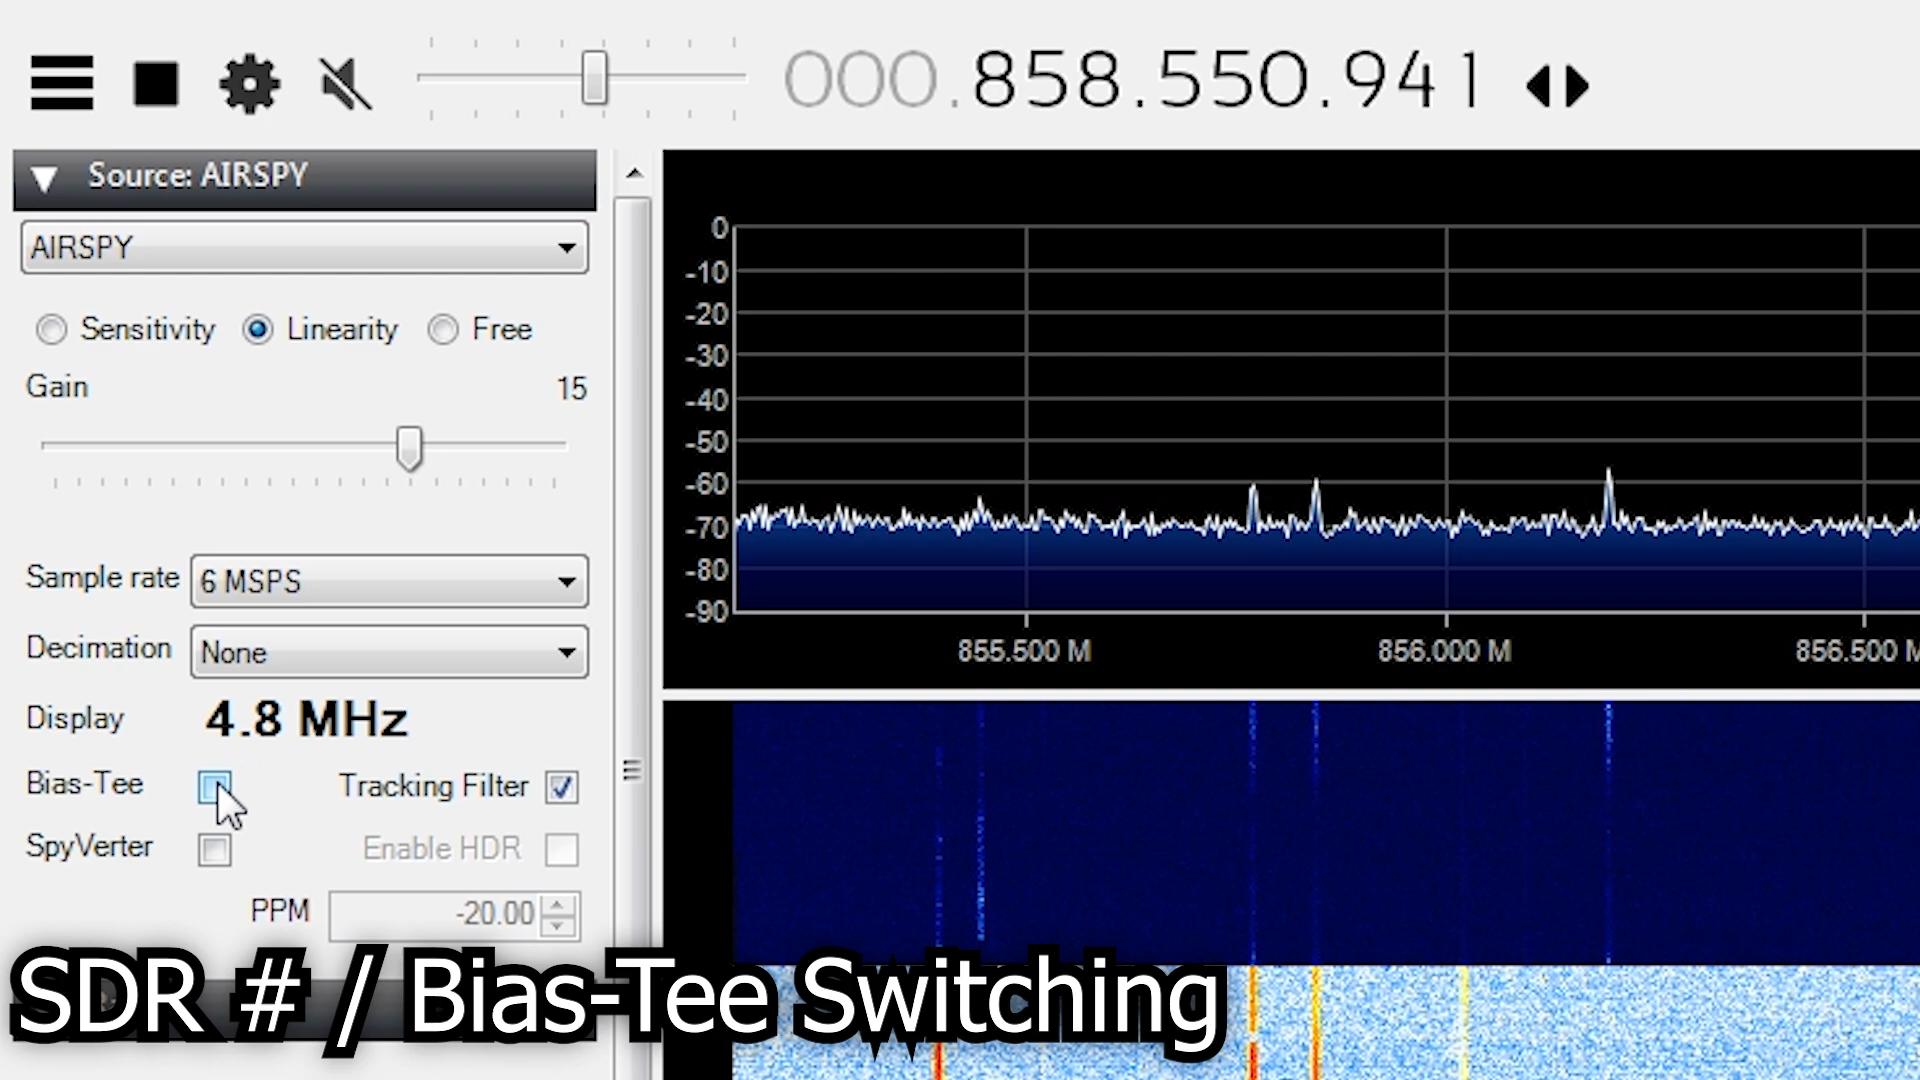 000.858.550.941
Source: AIRSPY
AIRSPY
Sensitivity Linearity Free
Gain 15
Sample rate 6 MSPS
Decimation None
Display 4.8 MHz
Bias-Tee Tracking Filter
SpyVerter Enable HDR
PPM -20.00
0
-10
-20
-30
-40
-50
-60
-70
-80
-90
855.500 M 856.000 M 856.500 M
SDR # / Bias-Tee Switching